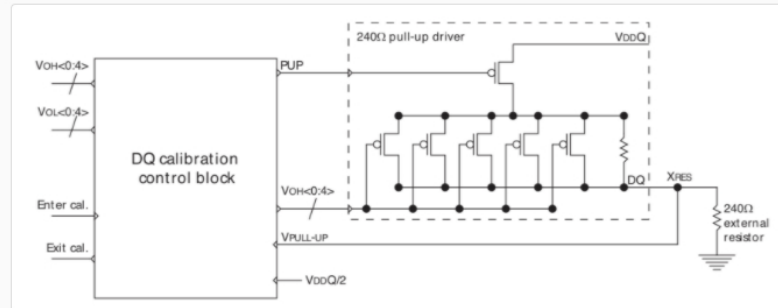 240Ω pull-up driver
VDDQ
VOH<0:4>
PUP
VOL<0:4>
DQ calibration
control block
DQ
XRES
VOH<0:4>
Enter cal.
240Ω
external
resistor
VPULL-UP
Exit cal.
VDDQ/2